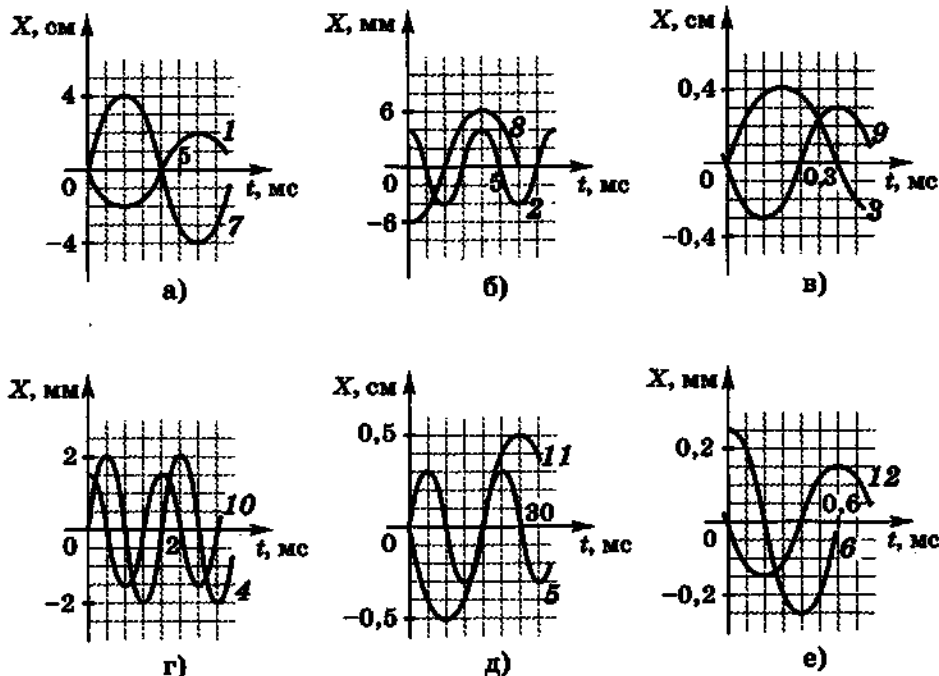 X, см
4
1
5
0
t, мс
-4
7
а)
X, мм
6
8
0
5
t, мс
-6
2
б)
X, см
0,4
9
0
0,3
t, мс
3
-0,4
в)
X, мм
2
10
0
2
t, мс
-2
4
г)
X, см
0,5
11
30
0
t, мс
5
-0,5
д)
X, мм
0,2
12
0,6
0
t, мс
6
-0,2
е)